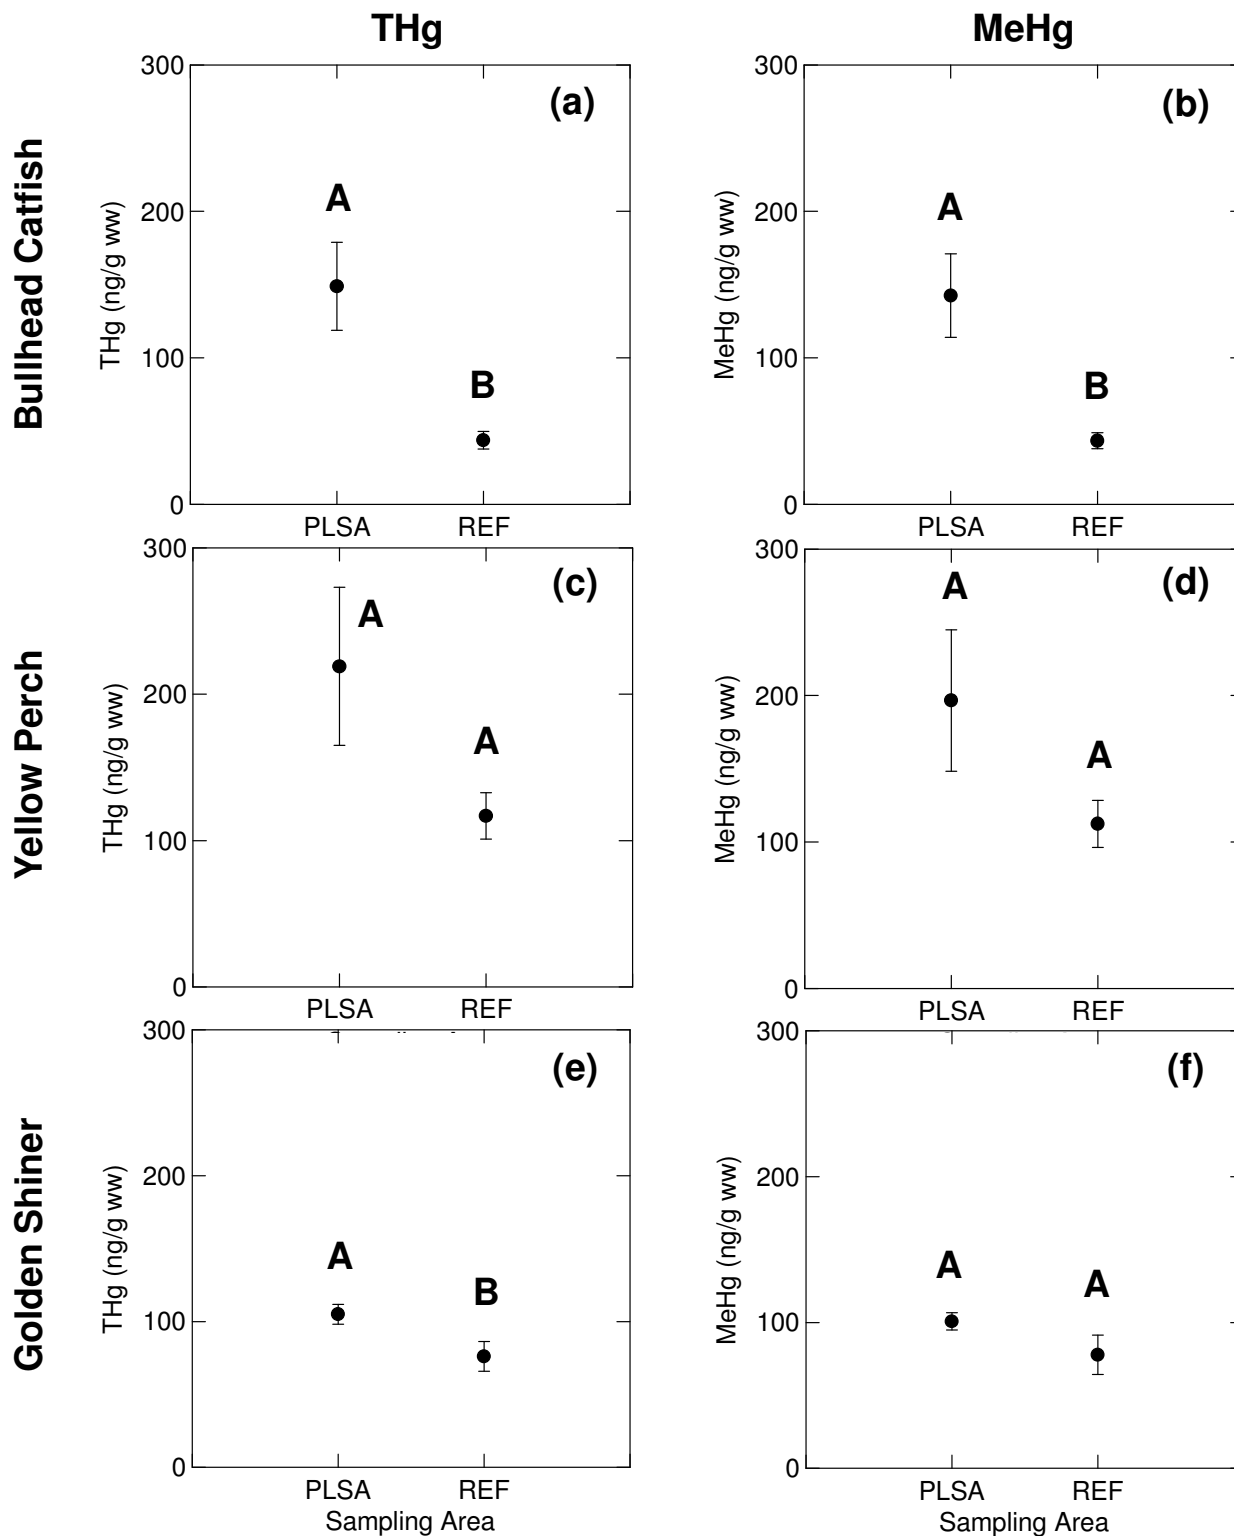 THg
MeHg
Bullhead Catfish
THg (ng/g ww)
300
200
100
0
(a)
A
B
PLSA
REF
MeHg (ng/g ww)
300
200
100
0
(b)
A
B
PLSA
REF
Yellow Perch
THg (ng/g ww)
300
200
100
0
(c)
A
A
PLSA
REF
MeHg (ng/g ww)
300
200
100
0
(d)
A
A
PLSA
REF
Golden Shiner
THg (ng/g ww)
300
200
100
0
(e)
A
B
PLSA
REF
Sampling Area
MeHg (ng/g ww)
300
200
100
0
(f)
A
A
PLSA
REF
Sampling Area